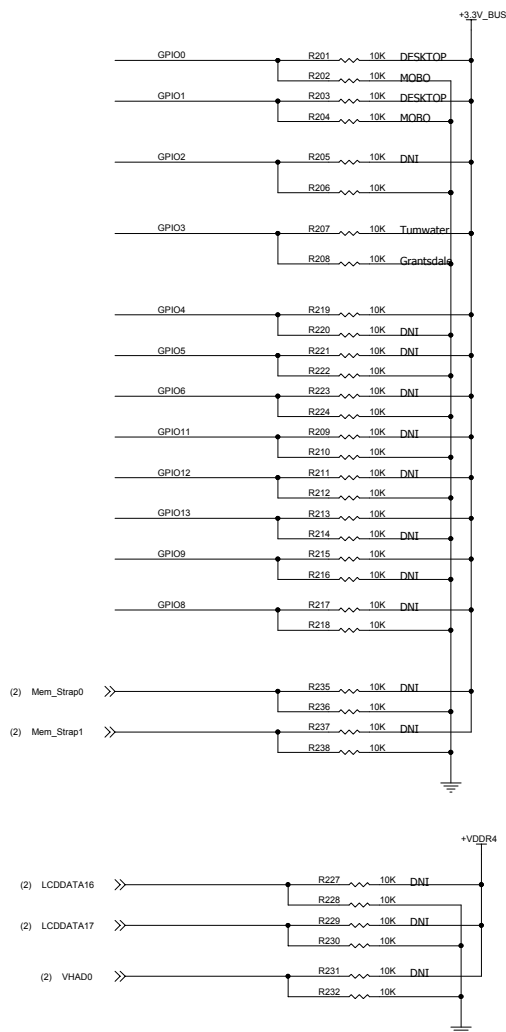 +3.3V_BUS
GPIO0 R201 10K DESKTOP
R202 10K MOBO
GPIO1 R203 10K DESKTOP
R204 10K MOBO
GPIO2 R205 10K DNI
R206 10K
GPIO3 R207 10K Tumwater
R208 10K Grantsdale
GPIO4 R219 10K
R220 10K DNI
GPIO5 R221 10K DNI
R222 10K
GPIO6 R223 10K DNI
R224 10K
GPIO11 R209 10K DNI
R210 10K
GPIO12 R211 10K DNI
R212 10K
GPIO13 R213 10K
R214 10K DNI
GPIO9 R215 10K
R216 10K DNI
GPIO8 R217 10K DNI
R218 10K
(2) Mem_Strap0 R235 10K DNI
R236 10K
(2) Mem_Strap1 R237 10K DNI
R238 10K
+VDDR4
(2) LCDDATA16 R227 10K DNI
R228 10K
(2) LCDDATA17 R229 10K DNI
R230 10K
(2) VHAD0 R231 10K DNI
R232 10K